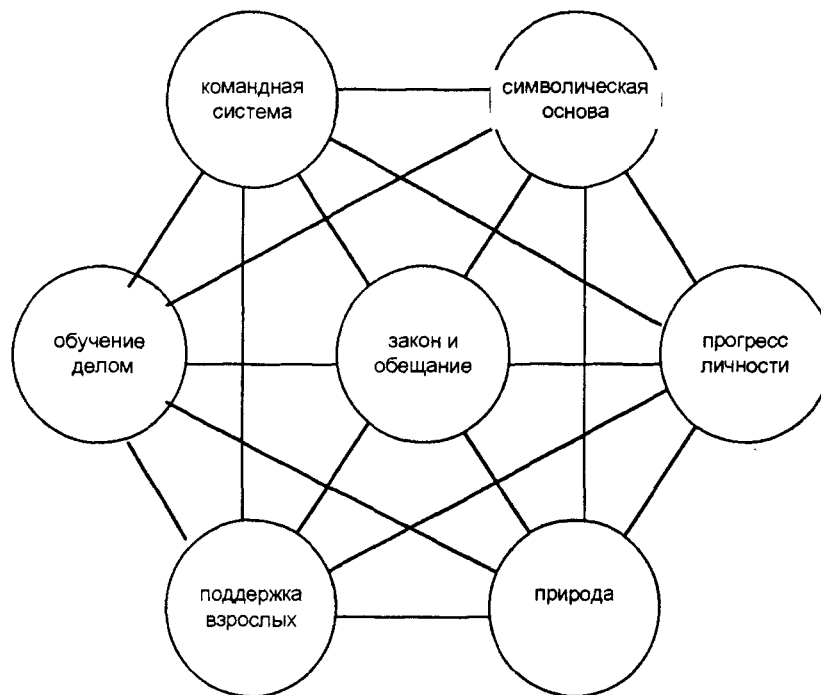 командная
система
символическая
основа
обучение
делом
закон и
обещание
прогресс
личности
поддержка
взрослых
природа